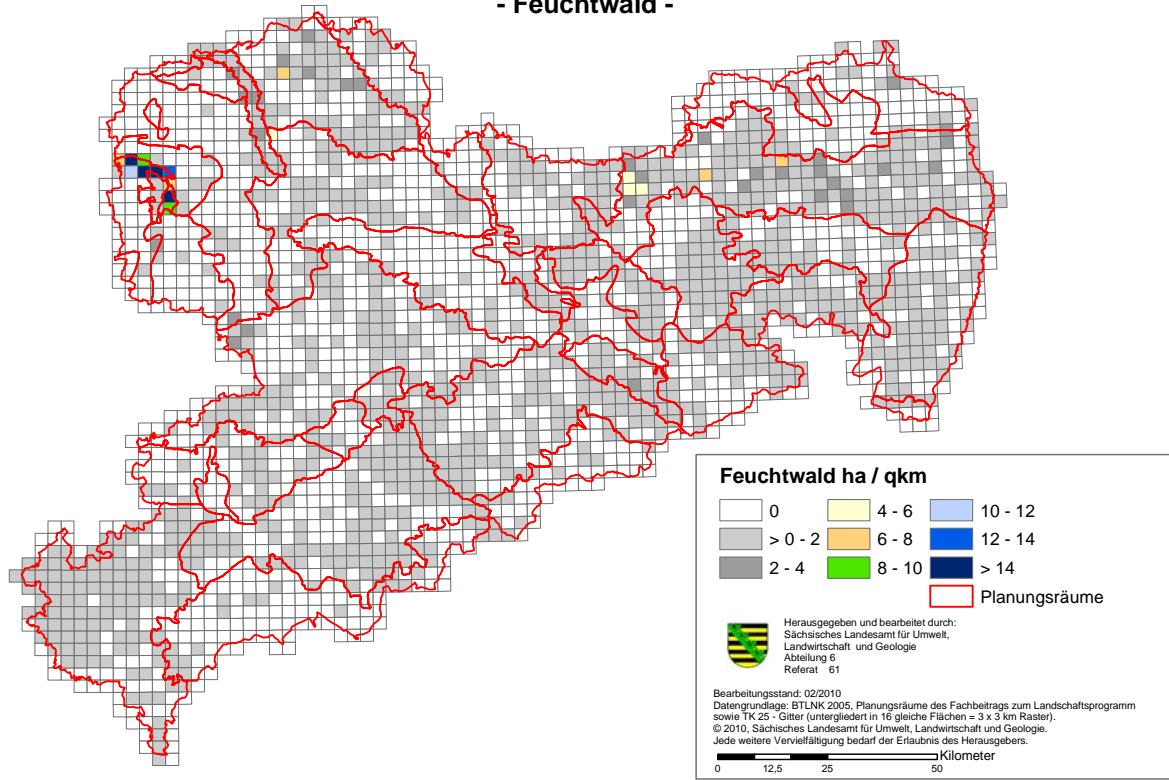 - Feuchtwald -
Feuchtwald ha / qkm
0 4 - 6 10 - 12
> 0 - 2 6 - 8 12 - 14
2 - 4 8 - 10 > 14
Planungsräume
Herausgegeben und bearbeitet durch:
Sächsisches Landesamt für Umwelt,
Landwirtschaft und Geologie
Abteilung 6
Referat 61
Bearbeitungsstand: 02/2010
Datengrundlage: BTLNK 2005, Planungsräume des Fachbeitrags zum Landschaftsprogramm
sowie TK 25 - Gitter (untergliedert in 16 gleiche Flächen = 3 x 3 km Raster).
© 2010, Sächsisches Landesamt für Umwelt, Landwirtschaft und Geologie.
Jede weitere Vervielfältigung bedarf der Erlaubnis des Herausgebers.
Kilometer
0 12,5 25 50